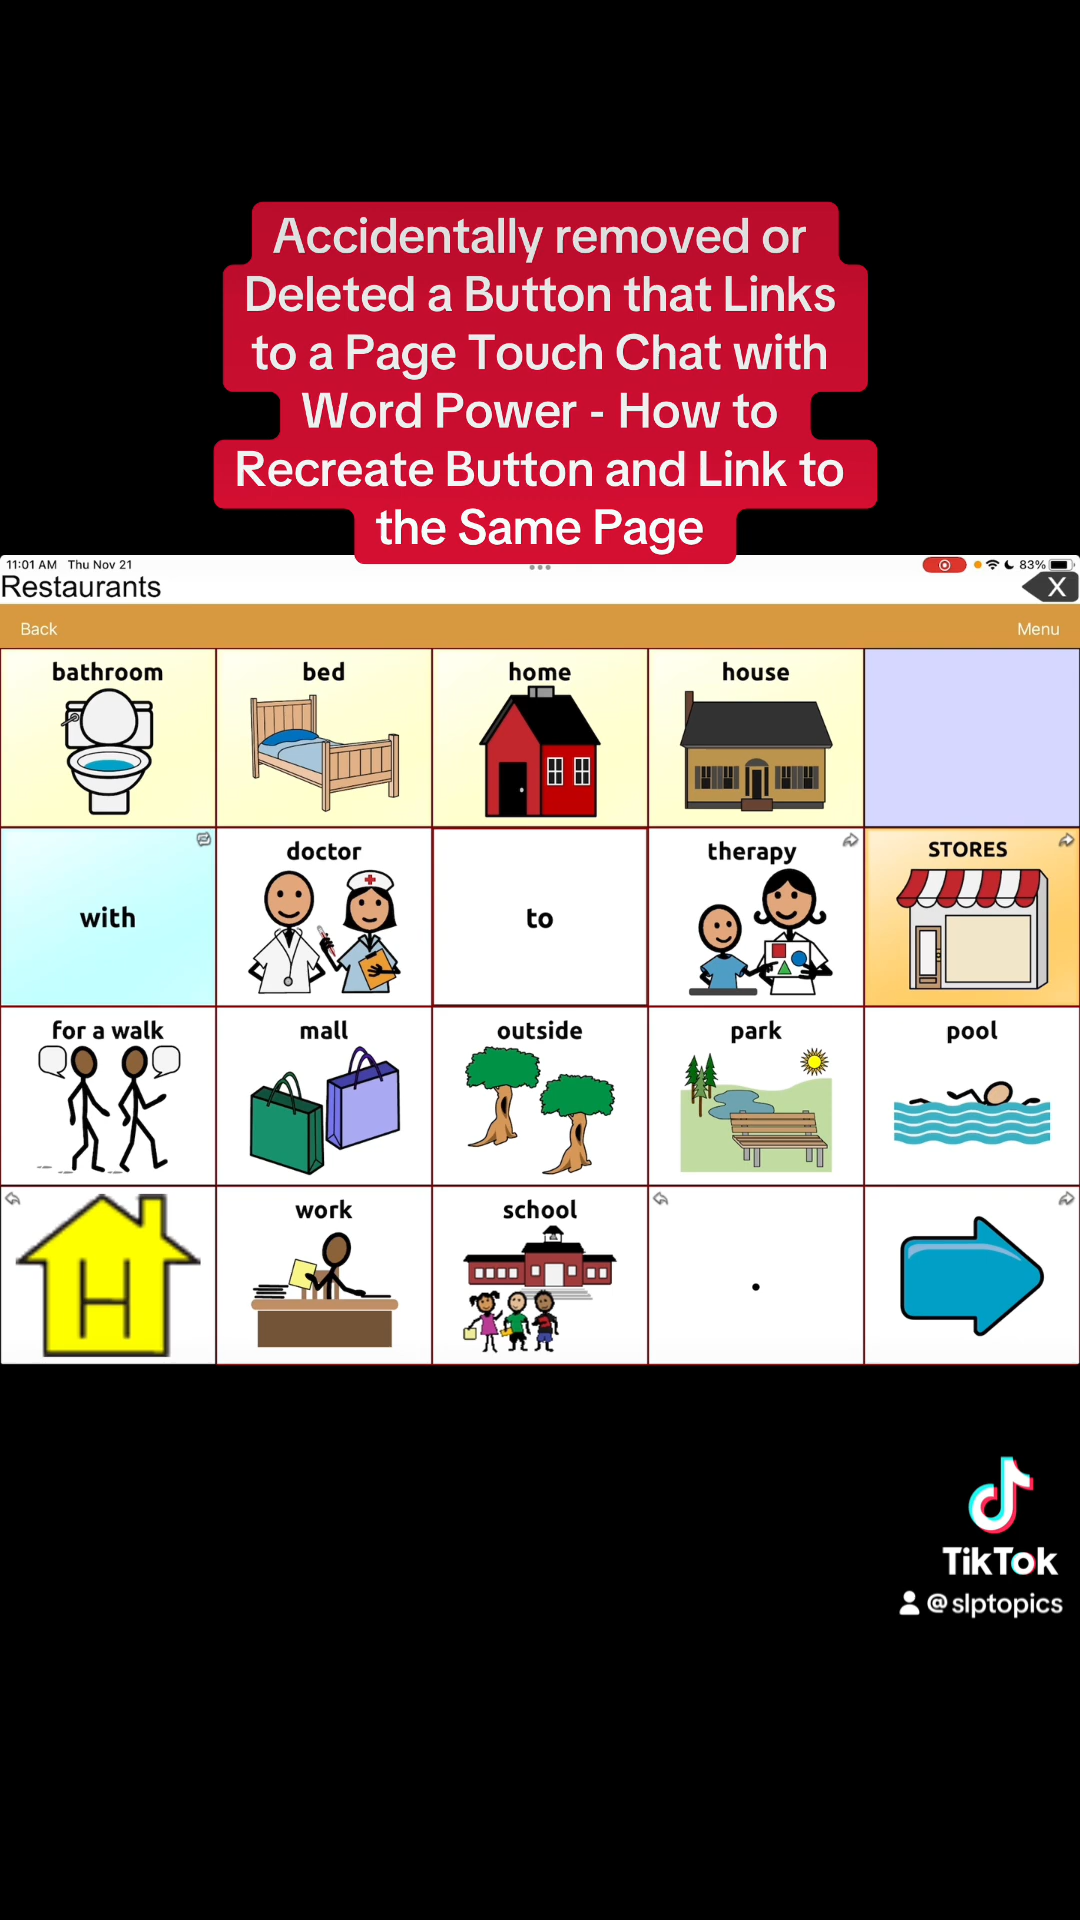 Accidentally removed or
Deleted a Button that Links
to a Page Touch Chat with
Word Power - How to
Recreate Button and Link to
the Same Page
11:01 AM Thu Nov 21
83%
Restaurants
X
Back
Menu
bathroom
bed
home
house
with
doctor
to
therapy
STORES
for a walk
mall
outside
park
pool
H
work
school
.
TikTok
@slptopics